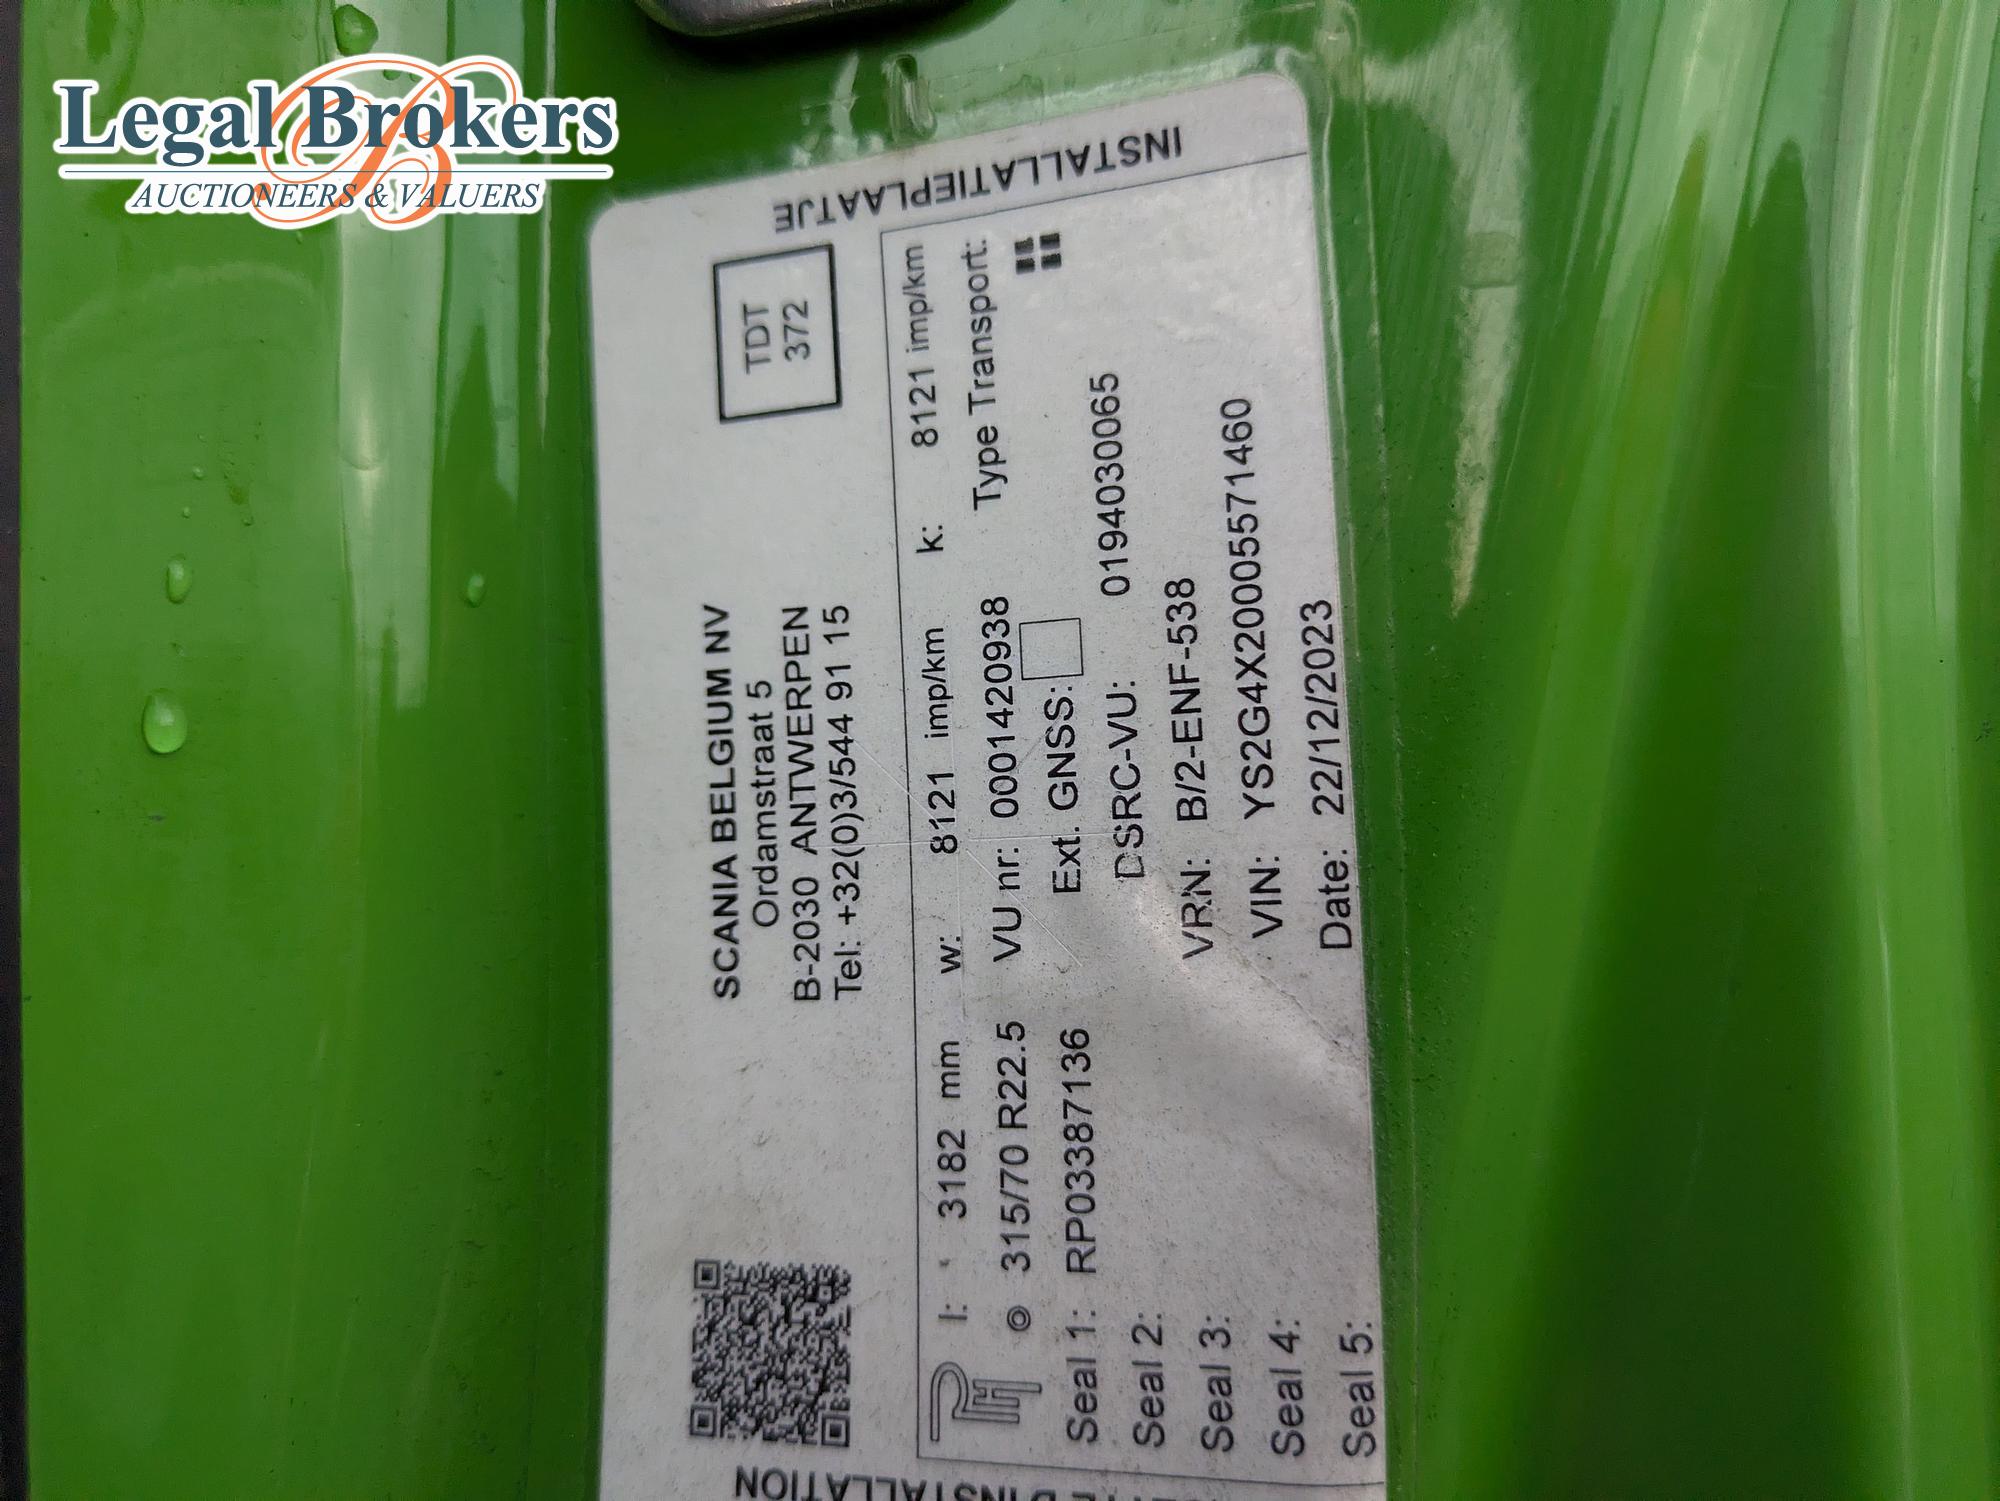 Legal Brokers
AUCTIONEERS & VALUERS
INSTALLATIEPLAATJE
SCANIA BELGIUM NV
Ordamstraat 5
B-2030 ANTWERPEN
Tel: +32(0)3/544 91 15
TDT
372
l: 3182 mm w: 8121 imp/km k: 8121 imp/km
315/70 R22.5 VU nr: 0001420938 Type Transport:
Seal 1: RP03387136 Ext. GNSS:
Seal 2: DSRC-VU: 0194030065
Seal 3: VRN: B/2-ENF-538
Seal 4: VIN: YS2G4X20005571460
Seal 5: Date: 22/12/2023
D'INSTALLATION